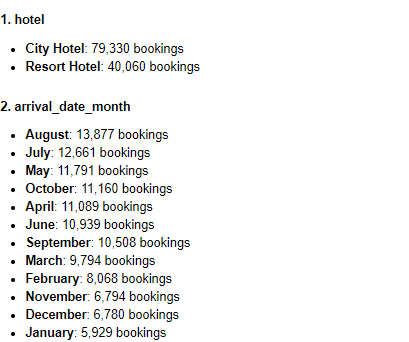 1. hotel
• City Hotel: 79,330 bookings
• Resort Hotel: 40,060 bookings
2. arrival_date_month
• August: 13,877 bookings
• July: 12,661 bookings
• May: 11,791 bookings
• October: 11,160 bookings
• April: 11,089 bookings
• June: 10,939 bookings
• September: 10,508 bookings
• March: 9,794 bookings
• February: 8,068 bookings
• November: 6,794 bookings
• December: 6,780 bookings
• January: 5,929 bookings